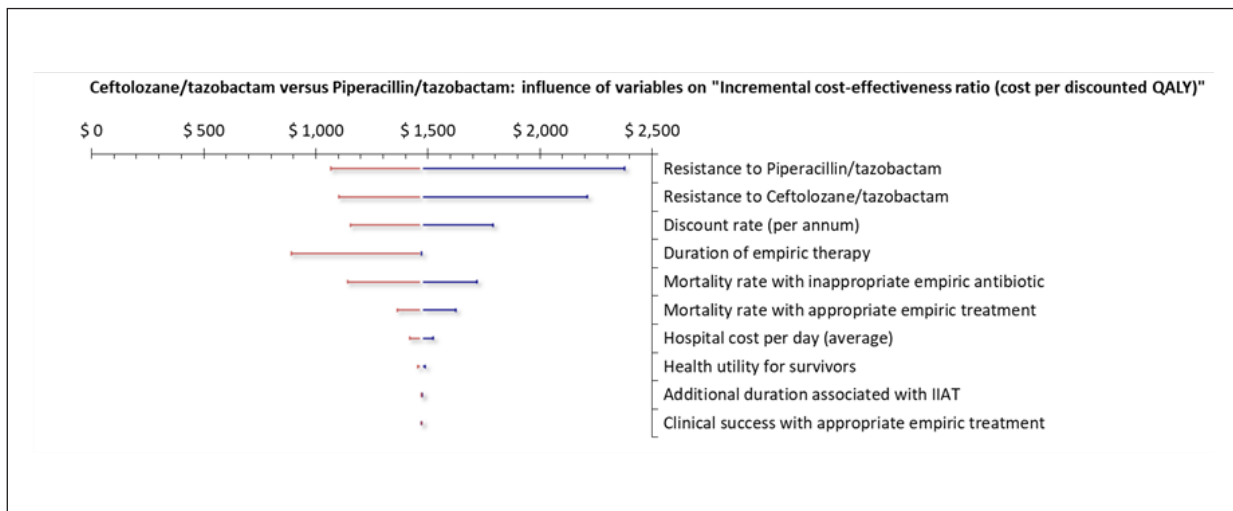 Ceftolozane/tazobactam versus Piperacillin/tazobactam: influence of variables on "Incremental cost-effectiveness ratio (cost per discounted QALY)"
$ 0 $ 500 $ 1,000 $ 1,500 $ 2,000 $ 2,500
Resistance to Piperacillin/tazobactam
Resistance to Ceftolozane/tazobactam
Discount rate (per annum)
Duration of empiric therapy
Mortality rate with inappropriate empiric antibiotic
Mortality rate with appropriate empiric treatment
Hospital cost per day (average)
Health utility for survivors
Additional duration associated with IIAT
Clinical success with appropriate empiric treatment